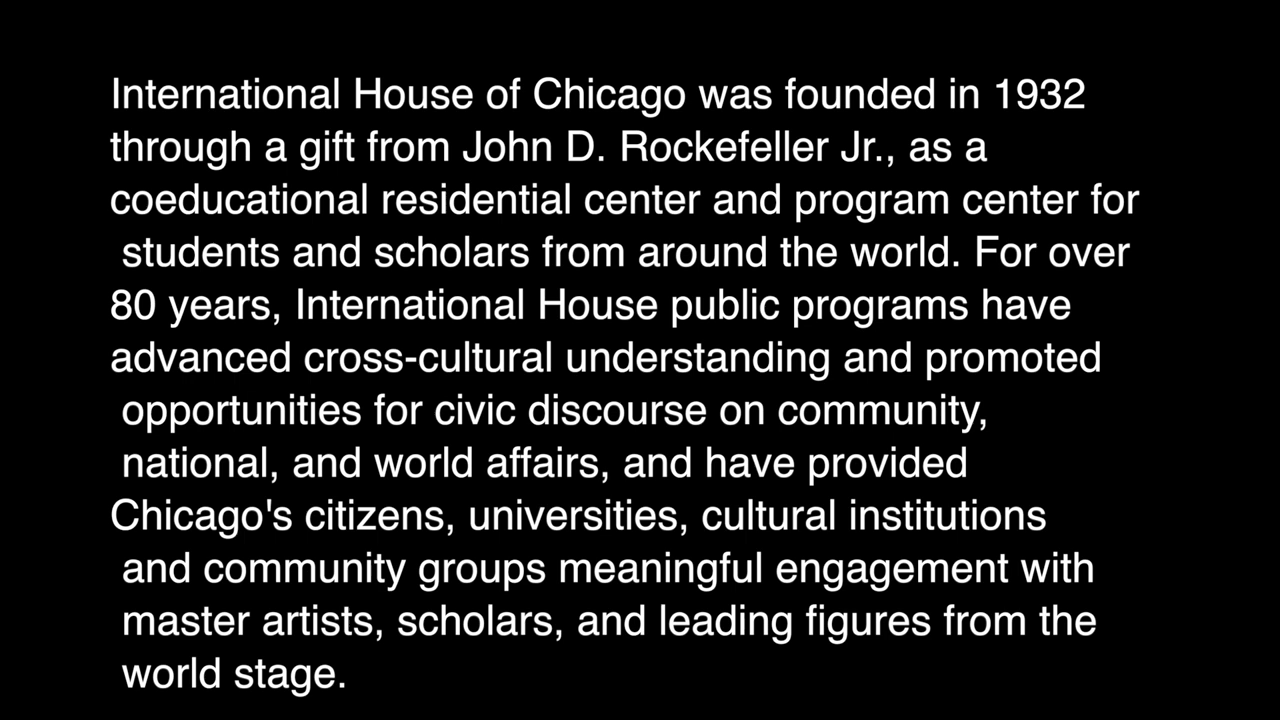 International House of Chicago was founded in 1932
through a gift from John D. Rockefeller Jr., as a
coeducational residential center and program center for
students and scholars from around the world. For over
80 years, International House public programs have
advanced cross-cultural understanding and promoted
opportunities for civic discourse on community,
national, and world affairs, and have provided
Chicago's citizens, universities, cultural institutions
and community groups meaningful engagement with
master artists, scholars, and leading figures from the
world stage.